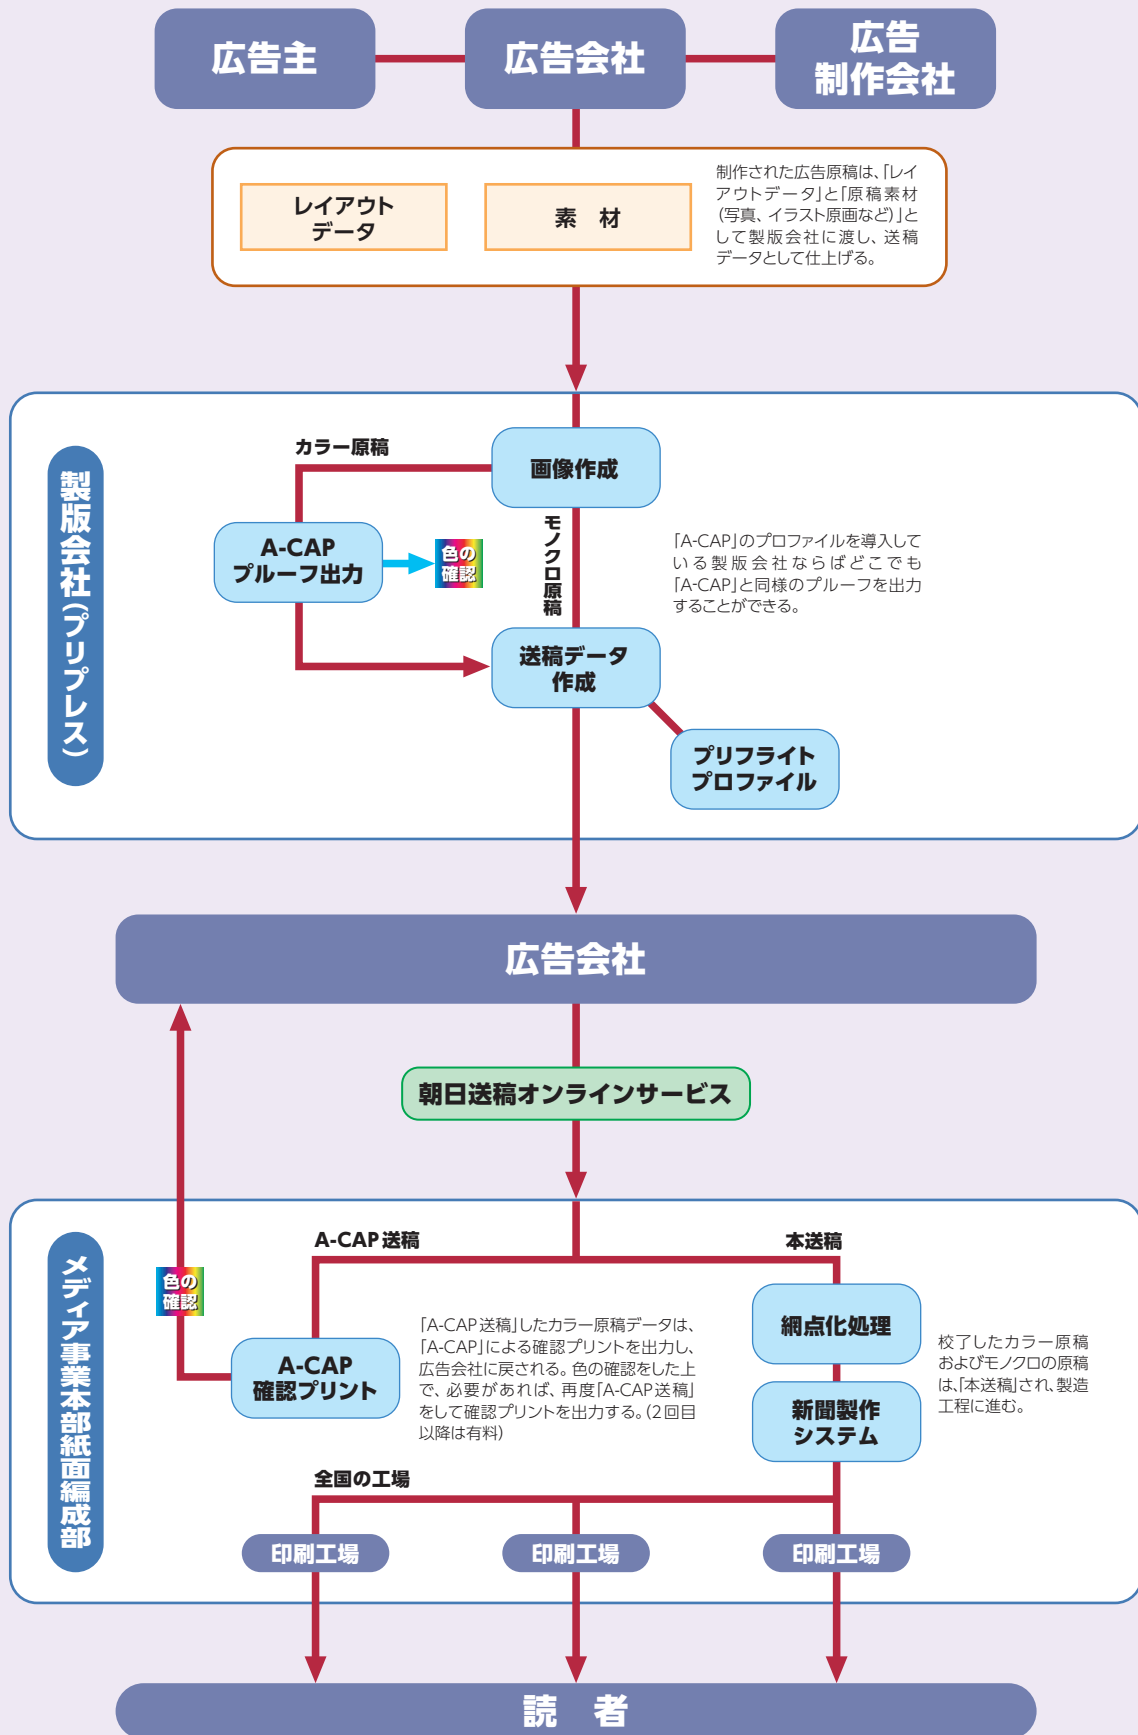 広告主
広告会社
広告
制作会社
レイアウト
データ
素　材
制作された広告原稿は、「レイ
アウトデータ」と「原稿素材
（写真、イラスト原画など）」と
して製版会社に渡し、送稿
データとして仕上げる。
製版会社（プリプレス）
カラー原稿
画像作成
A-CAP
プルーフ出力
色の
確認
モノクロ原稿
「A-CAP」のプロファイルを導入して
いる製版会社ならばどこでも
「A-CAP」と同様のプルーフを出力
することができる。
送稿データ
作成
プリフライト
プロファイル
広告会社
朝日送稿オンラインサービス
メディア事業本部紙面編成部
A-CAP 送稿
本送稿
色の
確認
A-CAP
確認プリント
「A-CAP 送稿」したカラー原稿データは、
「A-CAP」による確認プリントを出力し、
広告会社に戻される。色の確認をした上
で、必要があれば、再度「A-CAP 送稿」
をして確認プリントを出力する。（2回目
以降は有料）
網点化処理
新聞製作
システム
校了したカラー原稿
およびモノクロの原稿
は、「本送稿」され、製造
工程に進む。
全国の工場
印刷工場
印刷工場
印刷工場
読　者